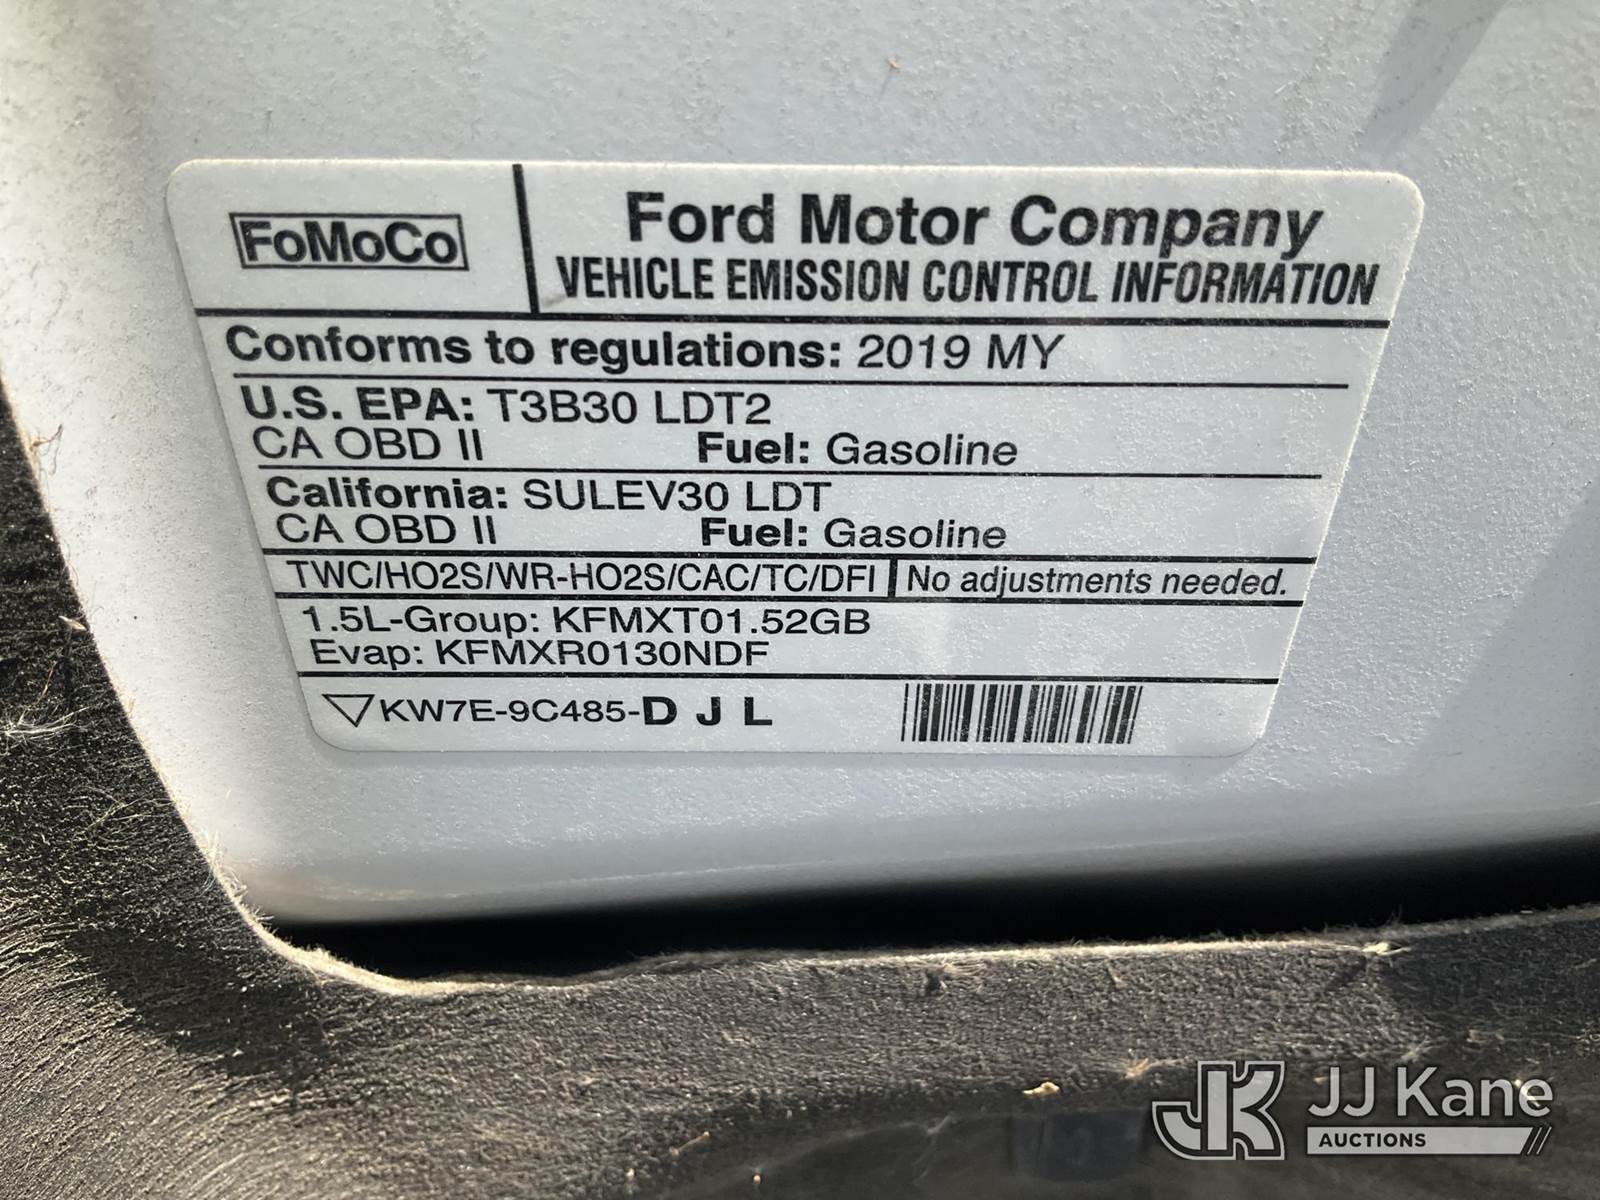 FoMoCo
Ford Motor Company
VEHICLE EMISSION CONTROL INFORMATION
Conforms to regulations: 2019 MY
U.S. EPA: T3B30 LDT2
CA OBD II Fuel: Gasoline
California: SULEV30 LDT
CA OBD II Fuel: Gasoline
TWC/HO2S/WR-HO2S/CAC/TC/DFI No adjustments needed.
1.5L-Group: KFMXT01.52GB
Evap: KFMXR0130NDF
KW7E-9C485-D J L
JK JJ Kane
AUCTIONS